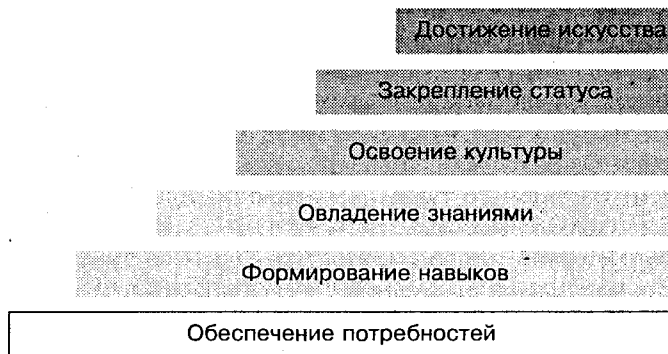 Достижение искусства
Закрепление статуса
Освоение культуры
Овладение знаниями
Формирование навыков
Обеспечение потребностей